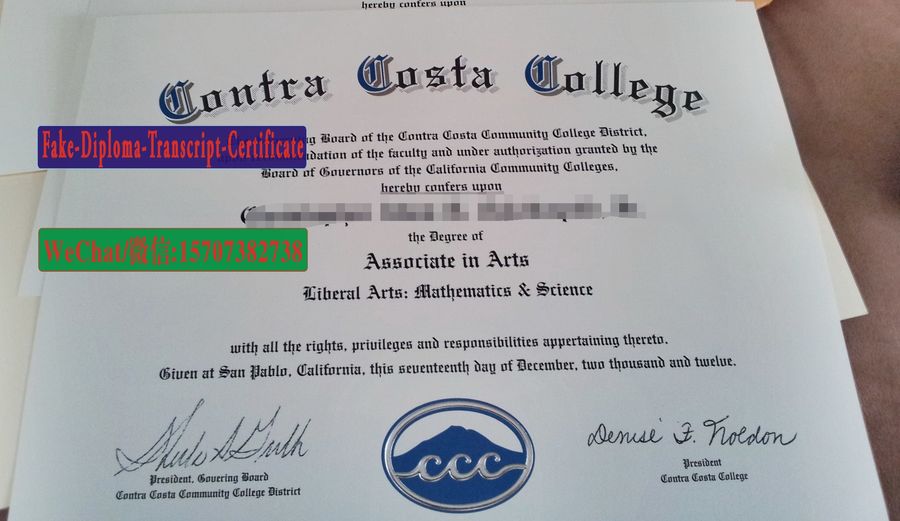 hereby confers upon
Contra Costa College
Board of the Contra Costa Community College District,
of the faculty and under authorization granted by the
Board of Governors of the California Community Colleges,
hereby confers upon
the Degree of
Associate in Arts
Liberal Arts: Mathematics & Science
with all the rights, privileges and responsibilities appertaining thereto.
Given at San Pablo, California, this seventeenth day of December, two thousand and twelve.
Fake-Diploma-Transcript-Certificate
WeChat/微信:15707382738
President, Govering Board
Contra Costa Community College District
CCC
Denise F. Noldon
President
Contra Costa College